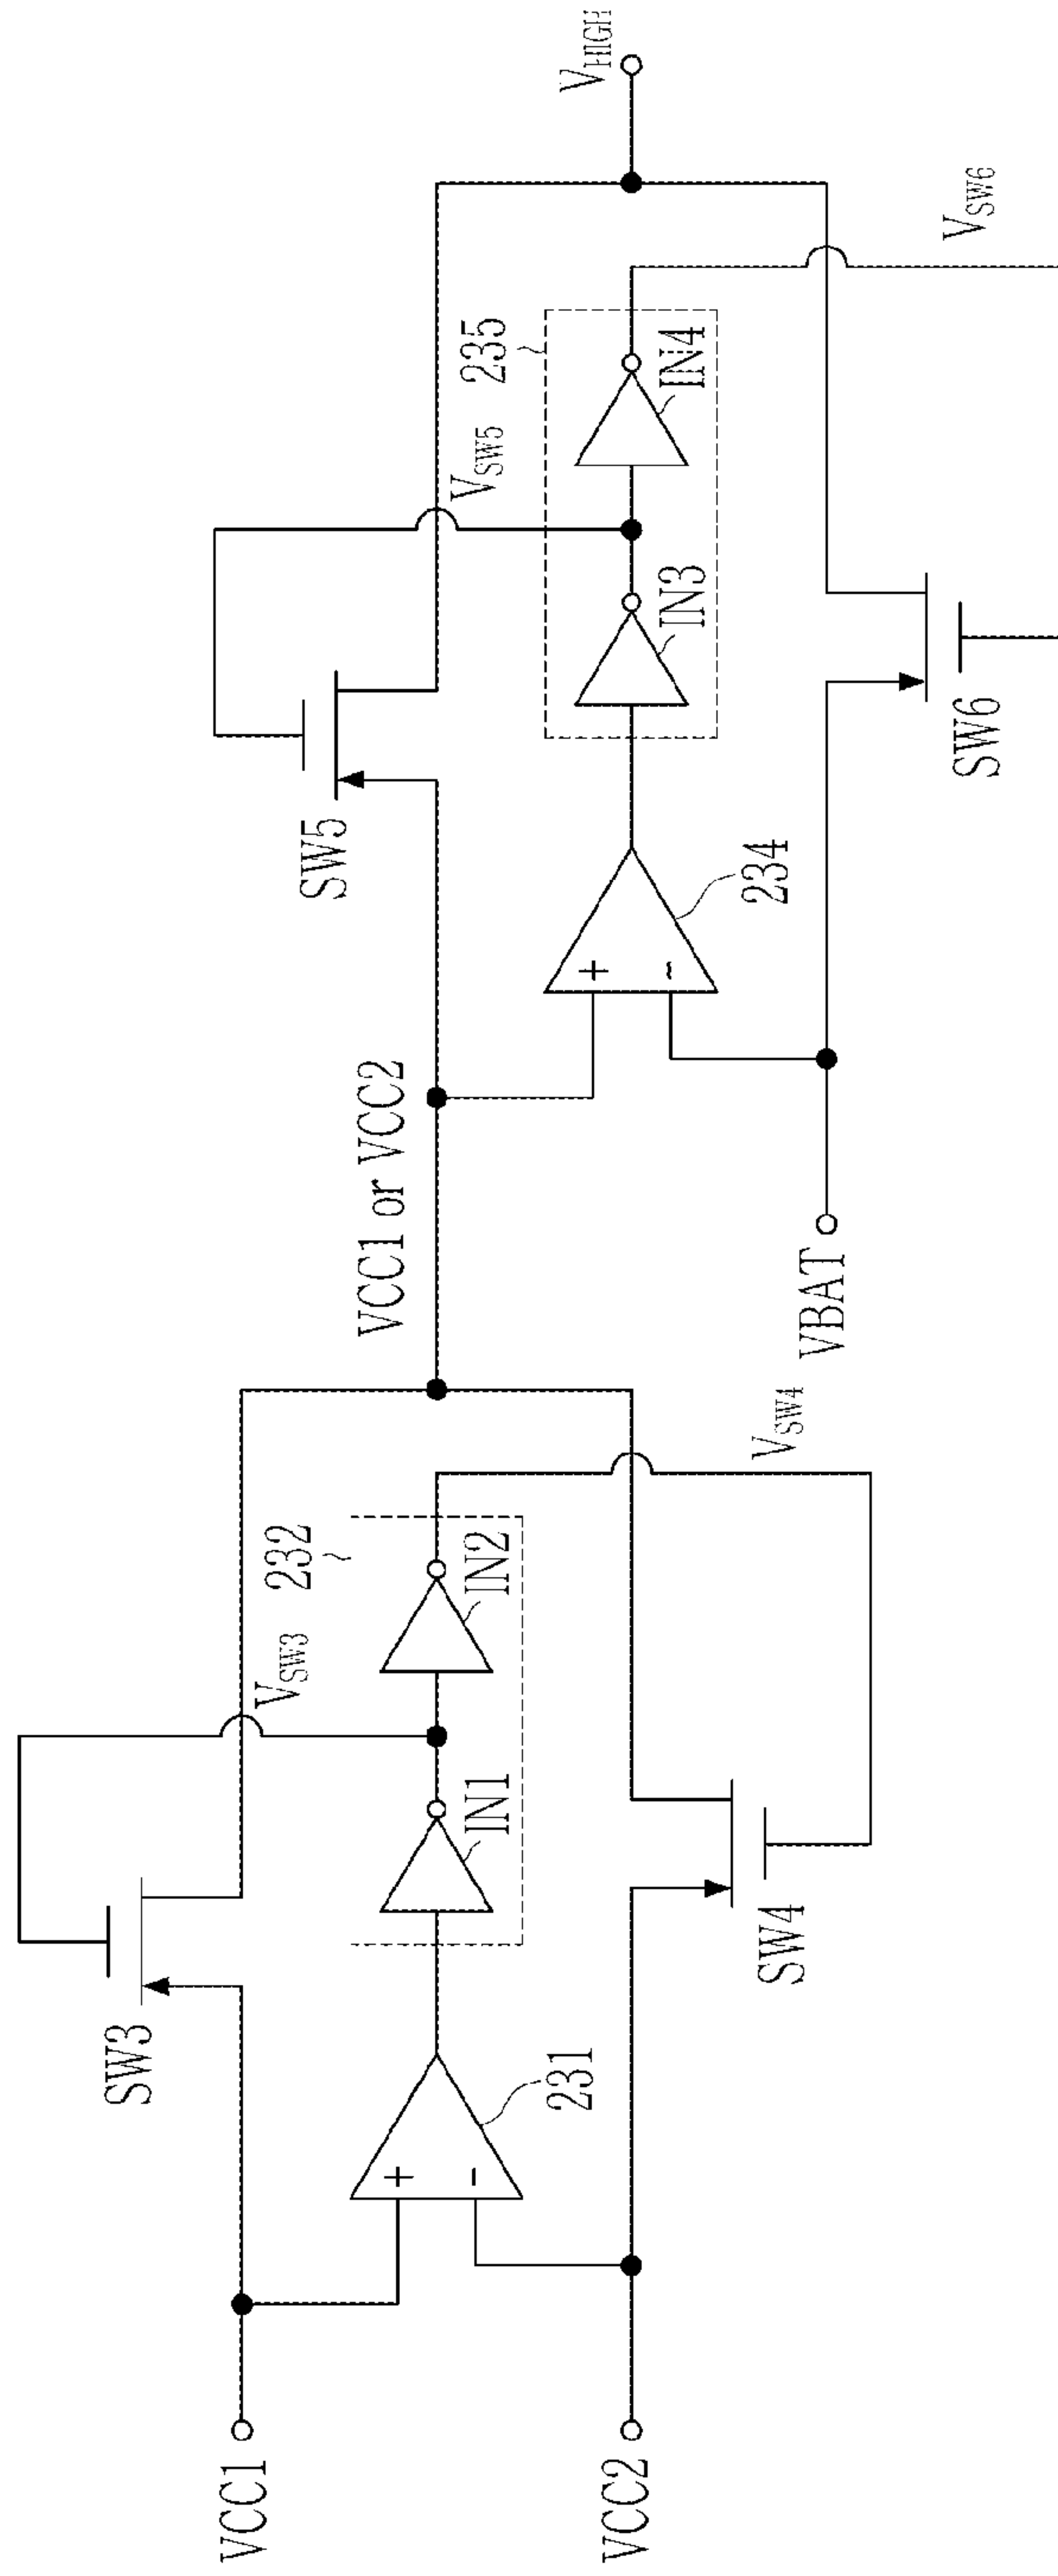 VCC1
VCC2
SW3
231
+
-
IN1
IN2
232
VSW3
SW4
VSW4
VCC1 or VCC2
VBAT
SW5
234
+
-
IN3
IN4
235
VSW5
SW6
VSW6
VHIGH